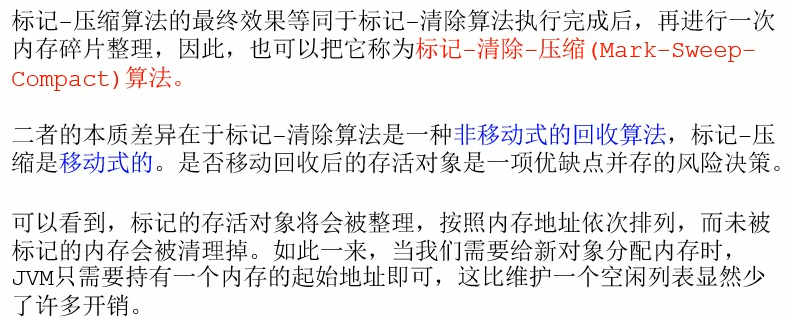 标记-压缩算法的最终效果等同于标记-清除算法执行完成后，再进行一次
内存碎片整理，因此，也可以把它称为标记-清除-压缩(Mark-Sweep-
Compact)算法。
二者的本质差异在于标记-清除算法是一种非移动式的回收算法，标记-压
缩是移动式的。是否移动回收后的存活对象是一项优缺点并存的风险决策。
可以看到，标记的存活对象将会被整理，按照内存地址依次排列，而未被
标记的内存会被清理掉。如此一来，当我们需要给新对象分配内存时，
JVM只需要持有一个内存的起始地址即可，这比维护一个空闲列表显然少
了许多开销。